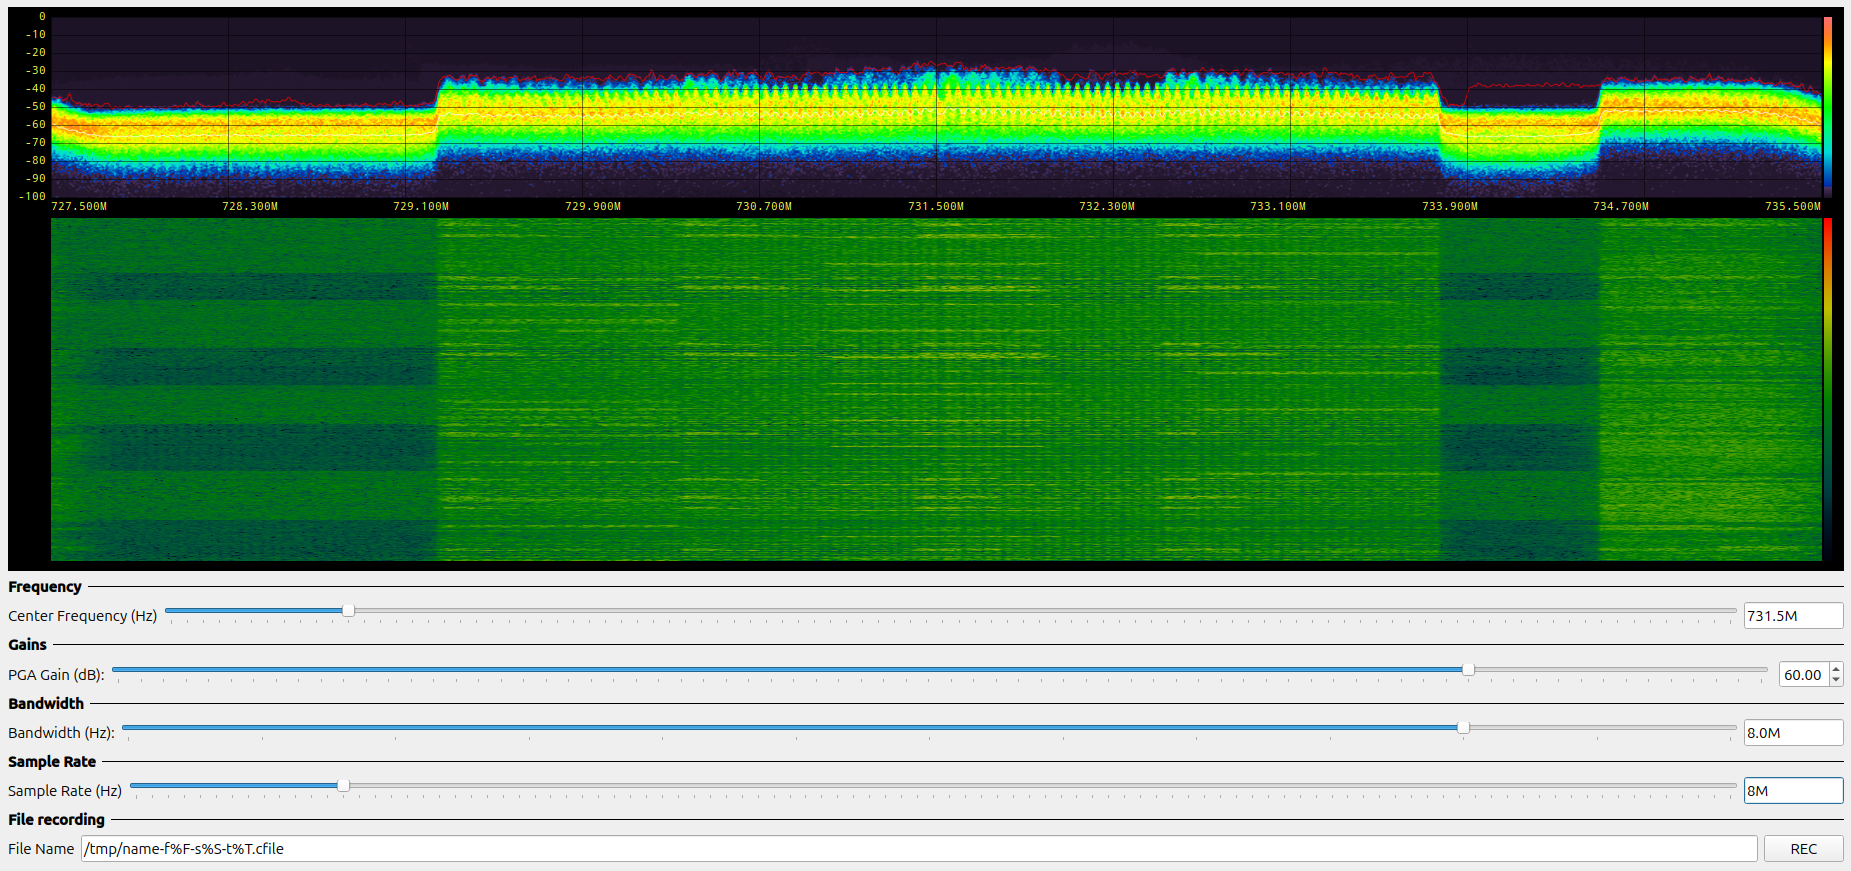 0
-10
-20
-30
-40
-50
-60
-70
-80
-90
-100
727.500M 728.300M 729.100M 729.900M 730.700M 731.500M 732.300M 733.100M 733.900M 734.700M 735.500M
Frequency
Center Frequency (Hz) 731.5M
Gains
PGA Gain (dB): 60.00
Bandwidth
Bandwidth (Hz): 8.0M
Sample Rate
Sample Rate (Hz) 8M
File recording
File Name /tmp/name-f%F-s%S-t%T.cfile REC